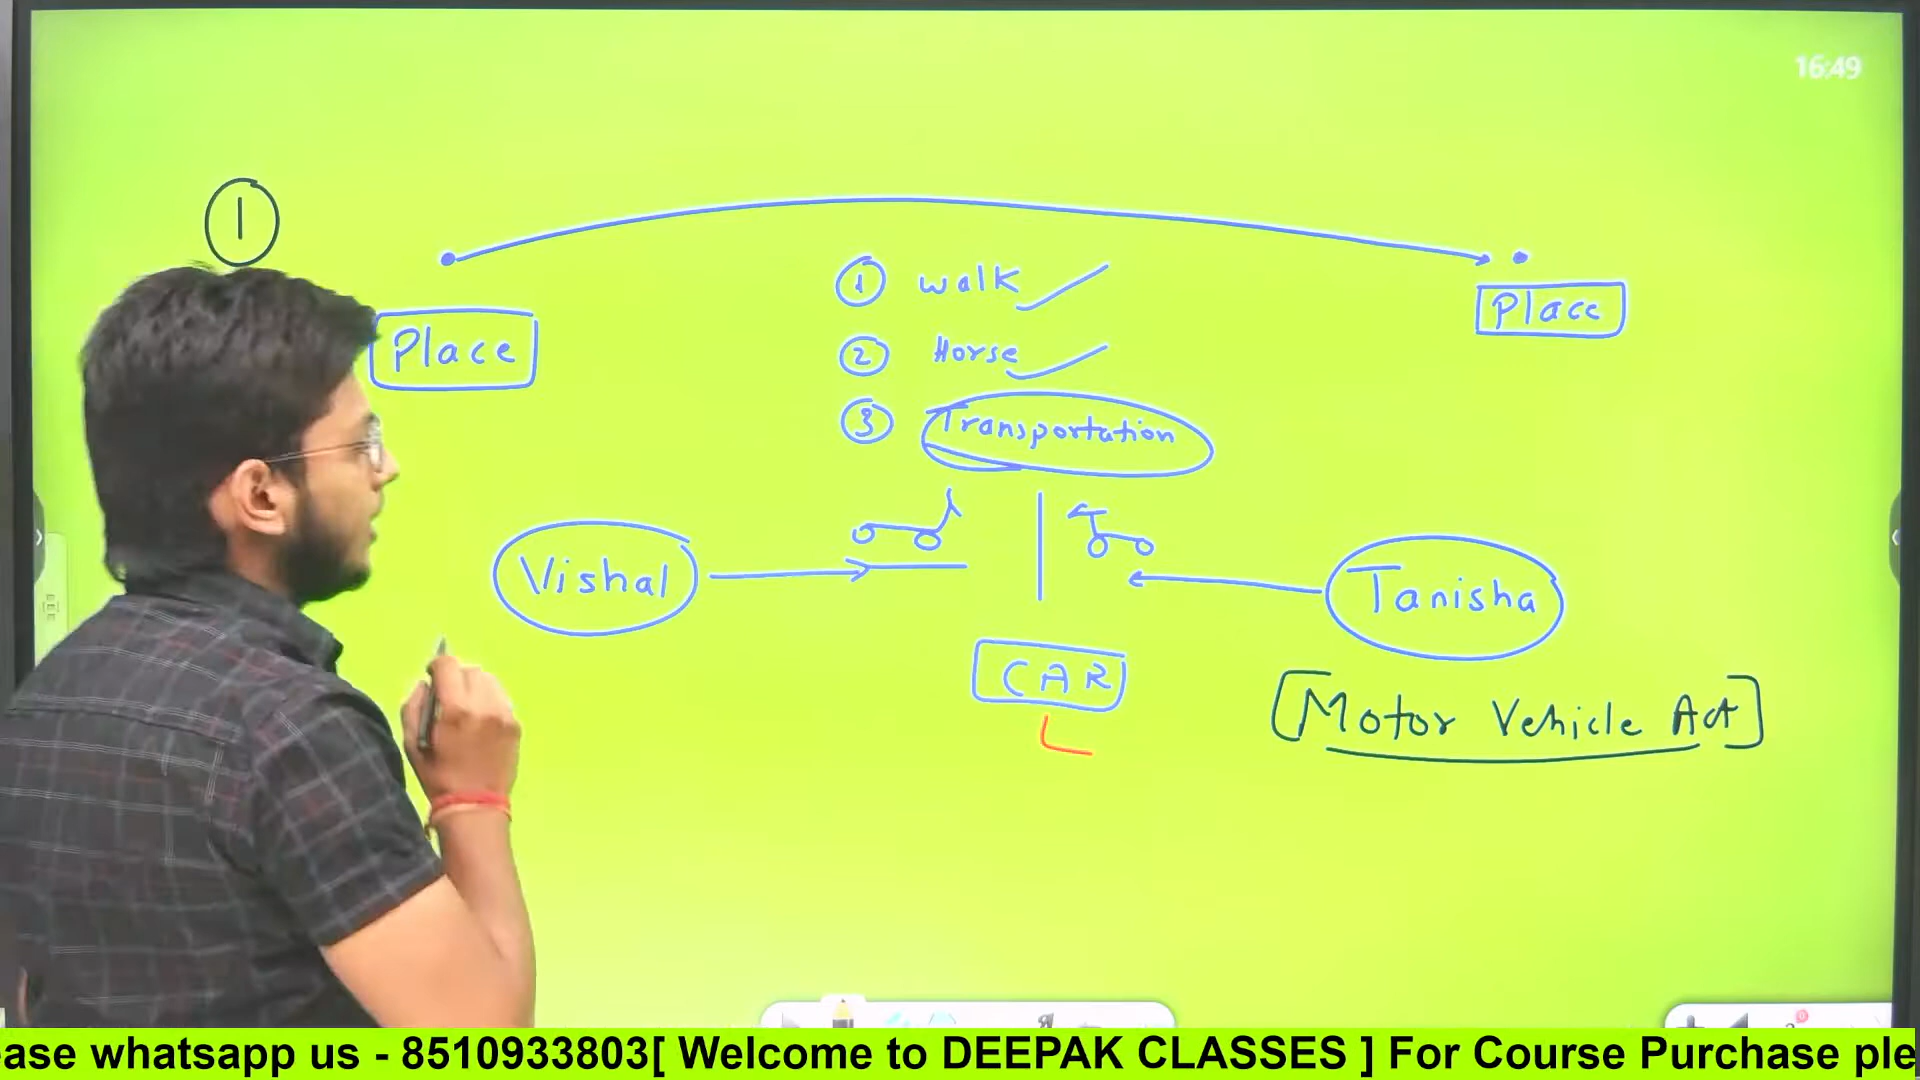 16:49
1
① walk
Place
Place
② Horse
③ Transportation
Vishal
Tanisha
CAR
[Motor Vehicle Act]
ease whatsapp us - 8510933803[ Welcome to DEEPAK CLASSES ] For Course Purchase ple